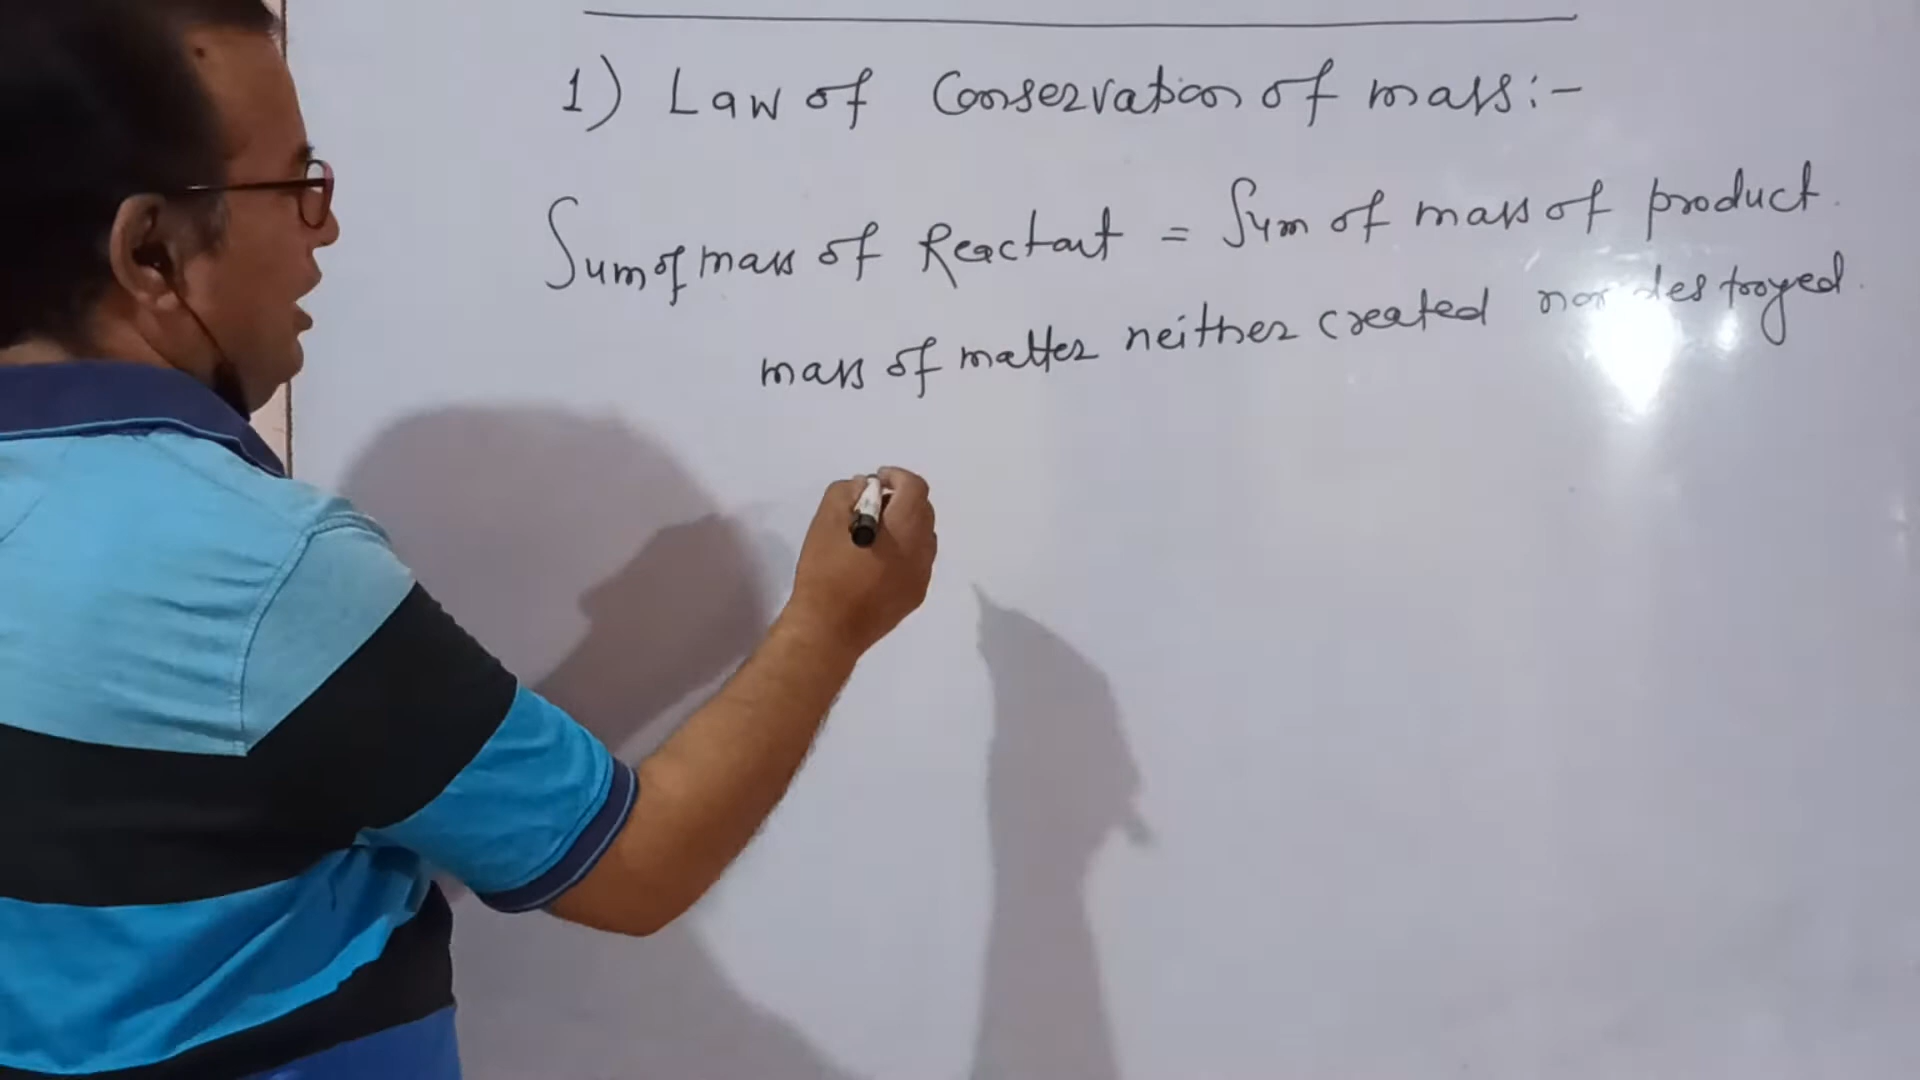 1) Law of Conservation of mass:-
Sum of mass of Reactant = Sum of mass of product.
mass of matter neither created nor destroyed.